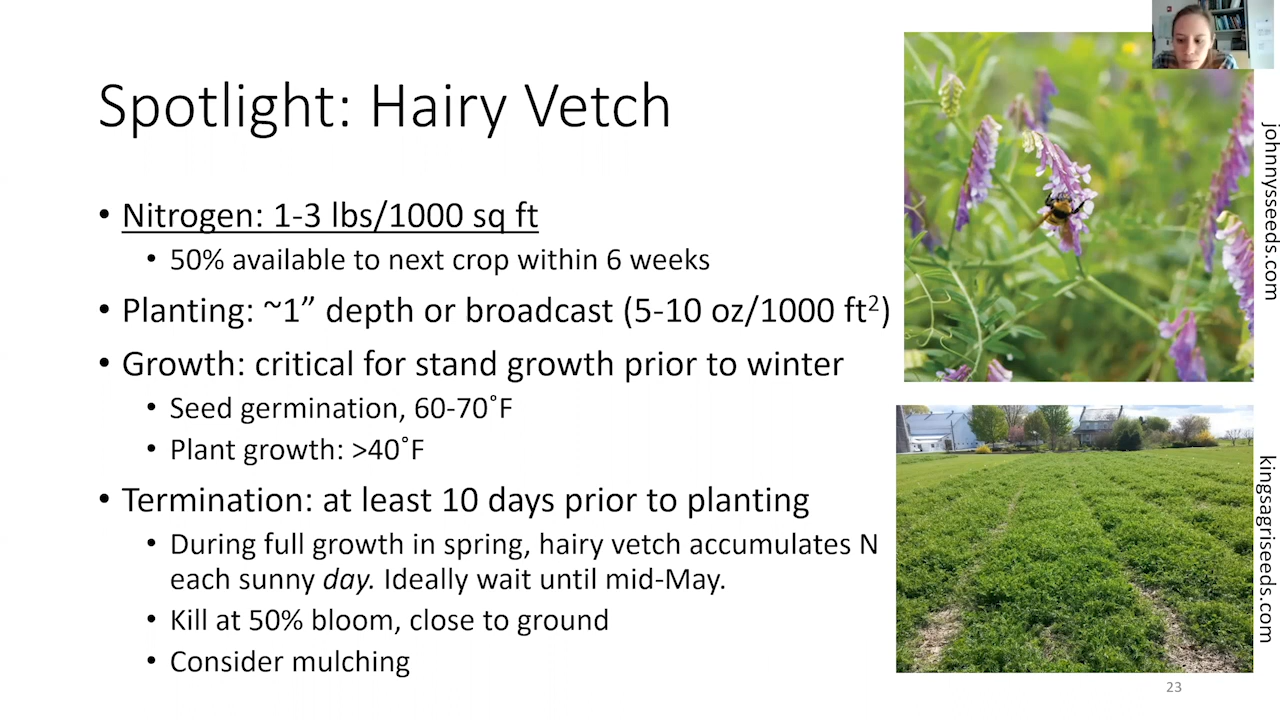 Spotlight: Hairy Vetch
• Nitrogen: 1-3 lbs/1000 sq ft
• 50% available to next crop within 6 weeks
• Planting: ~1” depth or broadcast (5-10 oz/1000 ft²)
• Growth: critical for stand growth prior to winter
• Seed germination, 60-70˚F
• Plant growth: >40˚F
• Termination: at least 10 days prior to planting
• During full growth in spring, hairy vetch accumulates N
each sunny day. Ideally wait until mid-May.
• Kill at 50% bloom, close to ground
• Consider mulching
johnnysseeds.com
kingsagriseeds.com
23